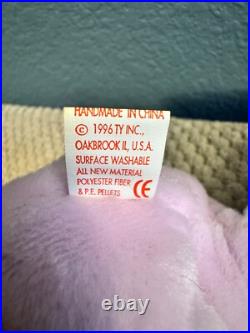 HANDMADE IN CHINA
© 1996 TY INC.,
OAKBROOK IL, U.S.A.
SURFACE WASHABLE
ALL NEW MATERIAL
POLYESTER FIBER
& P.E. PELLETS CE